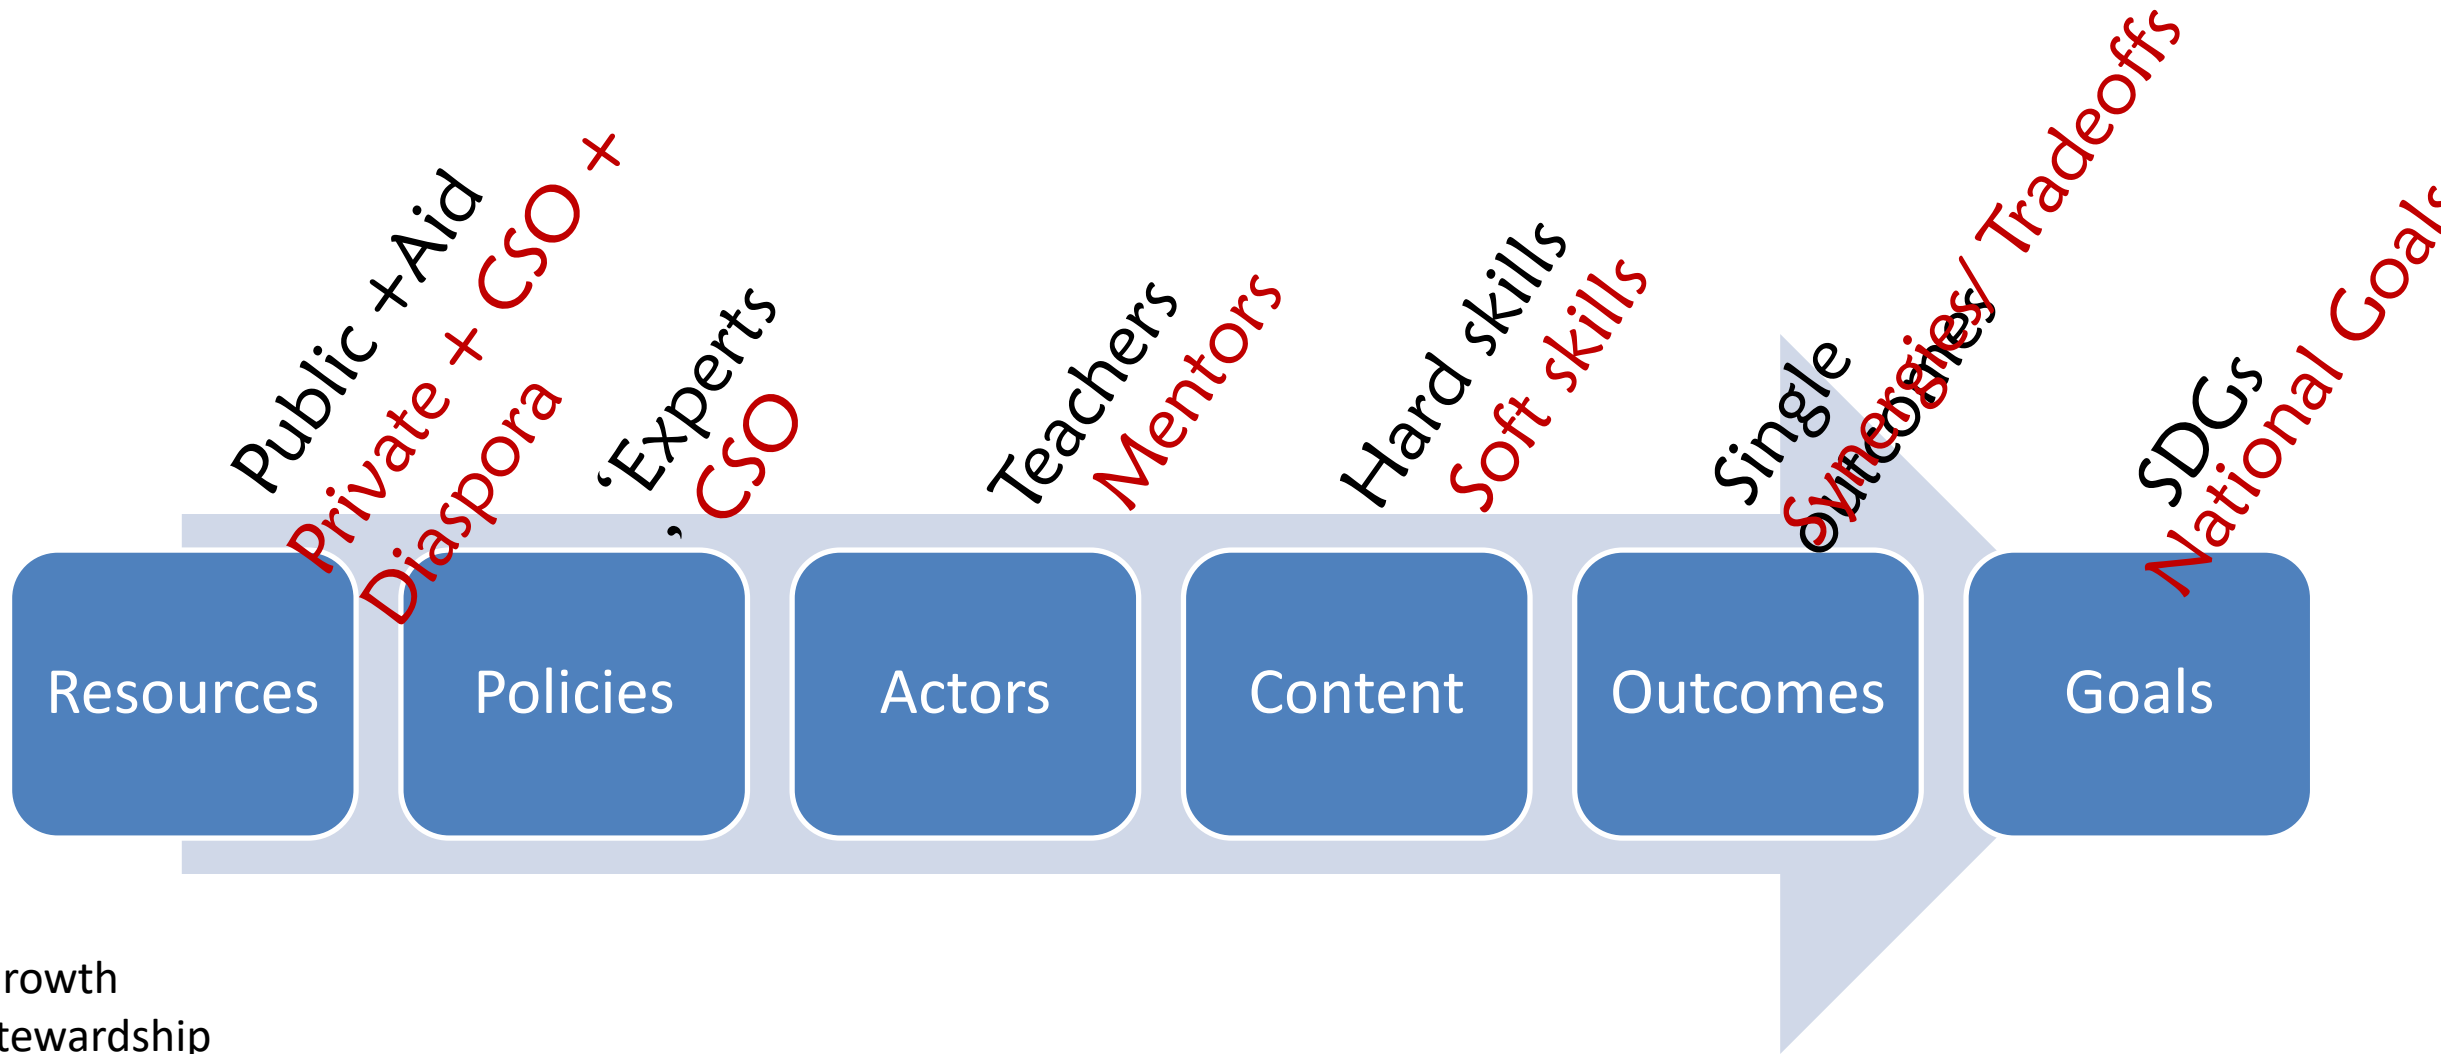 Public +Aid
Private + CSO +
Diaspora
‘Experts
’ CSO
Teachers
Mentors
Hard skills
Soft skills
Single
outcomes
Synergies/ Tradeoffs
SDGs
National Goals
Resources
Policies
Actors
Content
Outcomes
Goals
rowth
tewardship